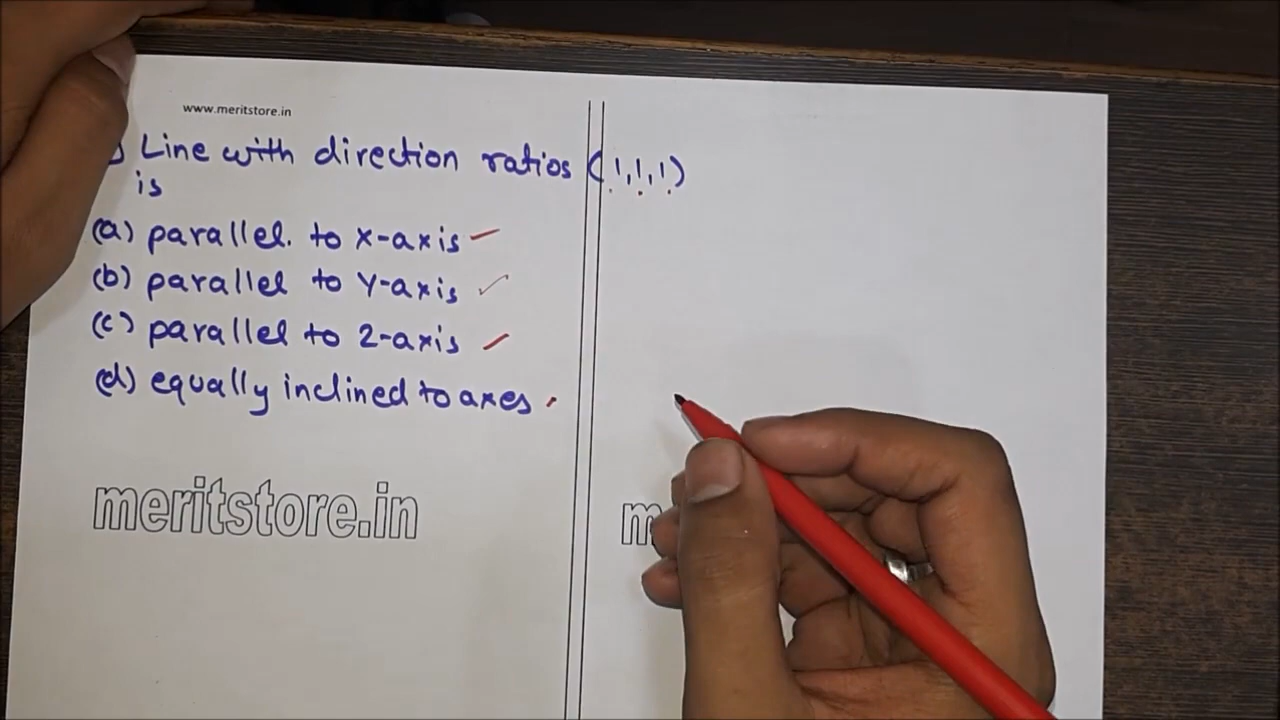 www.meritstore.in
) Line with direction ratios (1,1,1)
is
(a) parallel. to x-axis
(b) parallel to Y-axis
(c) parallel to Z-axis
(d) equally inclined to axes
meritstore.in
m